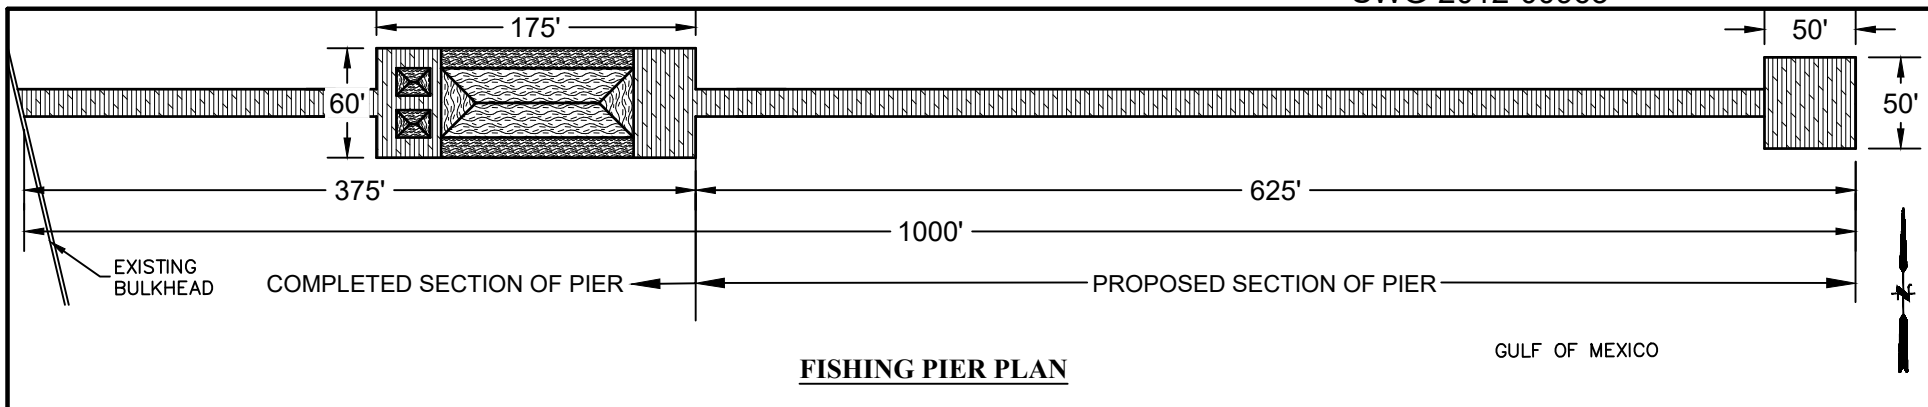 175'
50'
60'
50'
375'
625'
1000'
EXISTING
BULKHEAD
COMPLETED SECTION OF PIER
PROPOSED SECTION OF PIER
N
GULF OF MEXICO
FISHING PIER PLAN